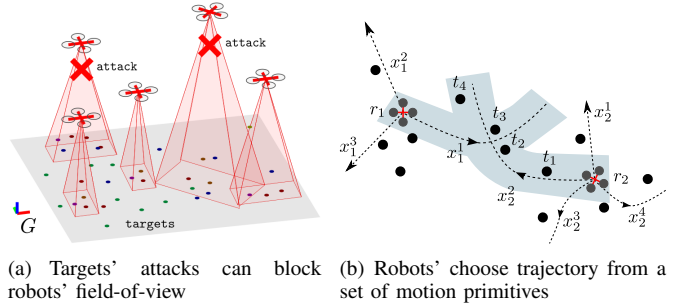 attack
attack
targets
G
x_1^2
r_1
x_1^3
t_4
t_3
t_2
x_1^1
t_1
x_2^2
x_2^1
r_2
x_2^3
x_2^4
(a) Targets' attacks can block
robots' field-of-view
(b) Robots' choose trajectory from a
set of motion primitives